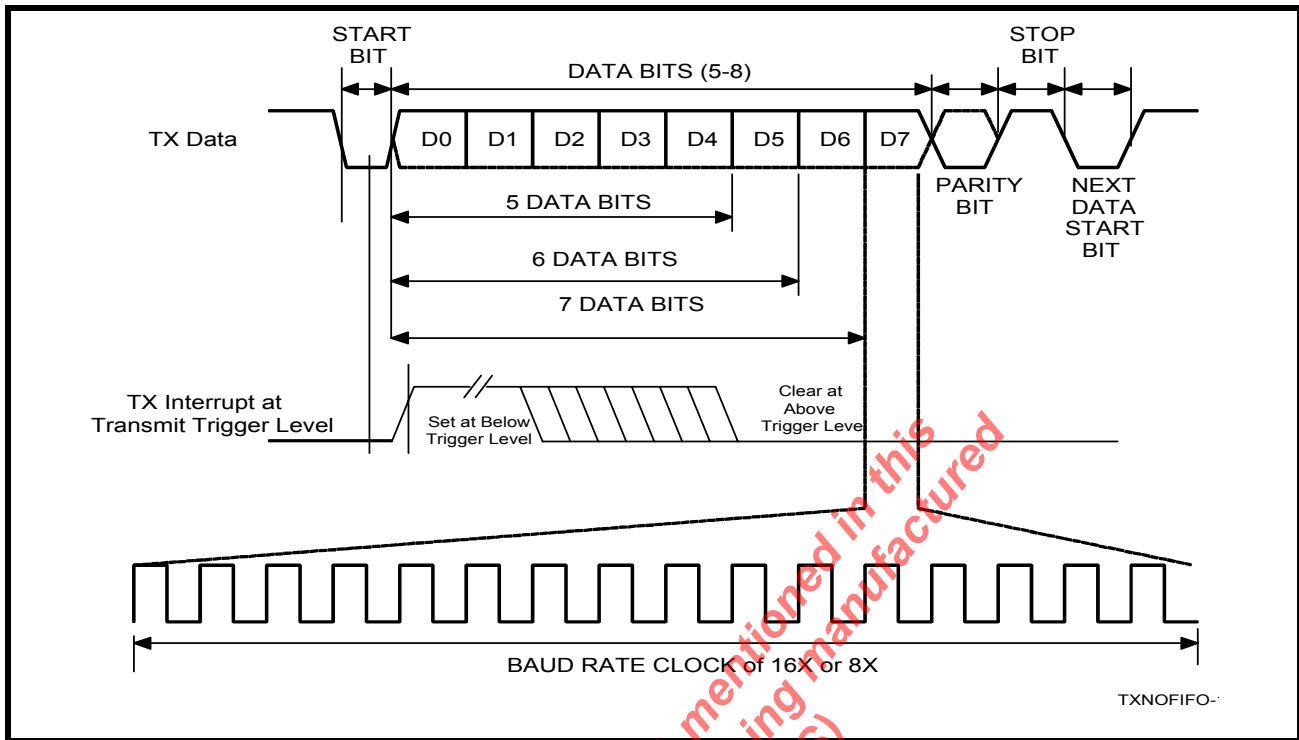 START
BIT
STOP
BIT
DATA BITS (5-8)
TX Data
D0 D1 D2 D3 D4 D5 D6 D7
PARITY
BIT
NEXT
DATA
START
BIT
5 DATA BITS
6 DATA BITS
7 DATA BITS
TX Interrupt at
Transmit Trigger Level
Set at Below
Trigger Level
Clear at
Above
Trigger Level
mentioned in this
ing manufactured
BAUD RATE CLOCK of 16X or 8X
TXNOFIFO-